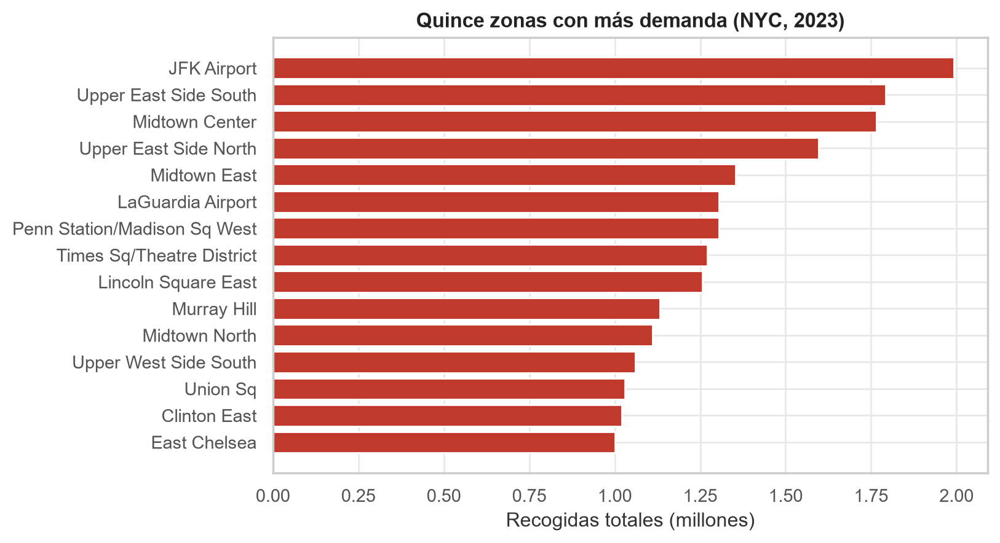 Quince zonas con más demanda (NYC, 2023)
JFK Airport
Upper East Side South
Midtown Center
Upper East Side North
Midtown East
LaGuardia Airport
Penn Station/Madison Sq West
Times Sq/Theatre District
Lincoln Square East
Murray Hill
Midtown North
Upper West Side South
Union Sq
Clinton East
East Chelsea
0.00 0.25 0.50 0.75 1.00 1.25 1.50 1.75 2.00
Recogidas totales (millones)